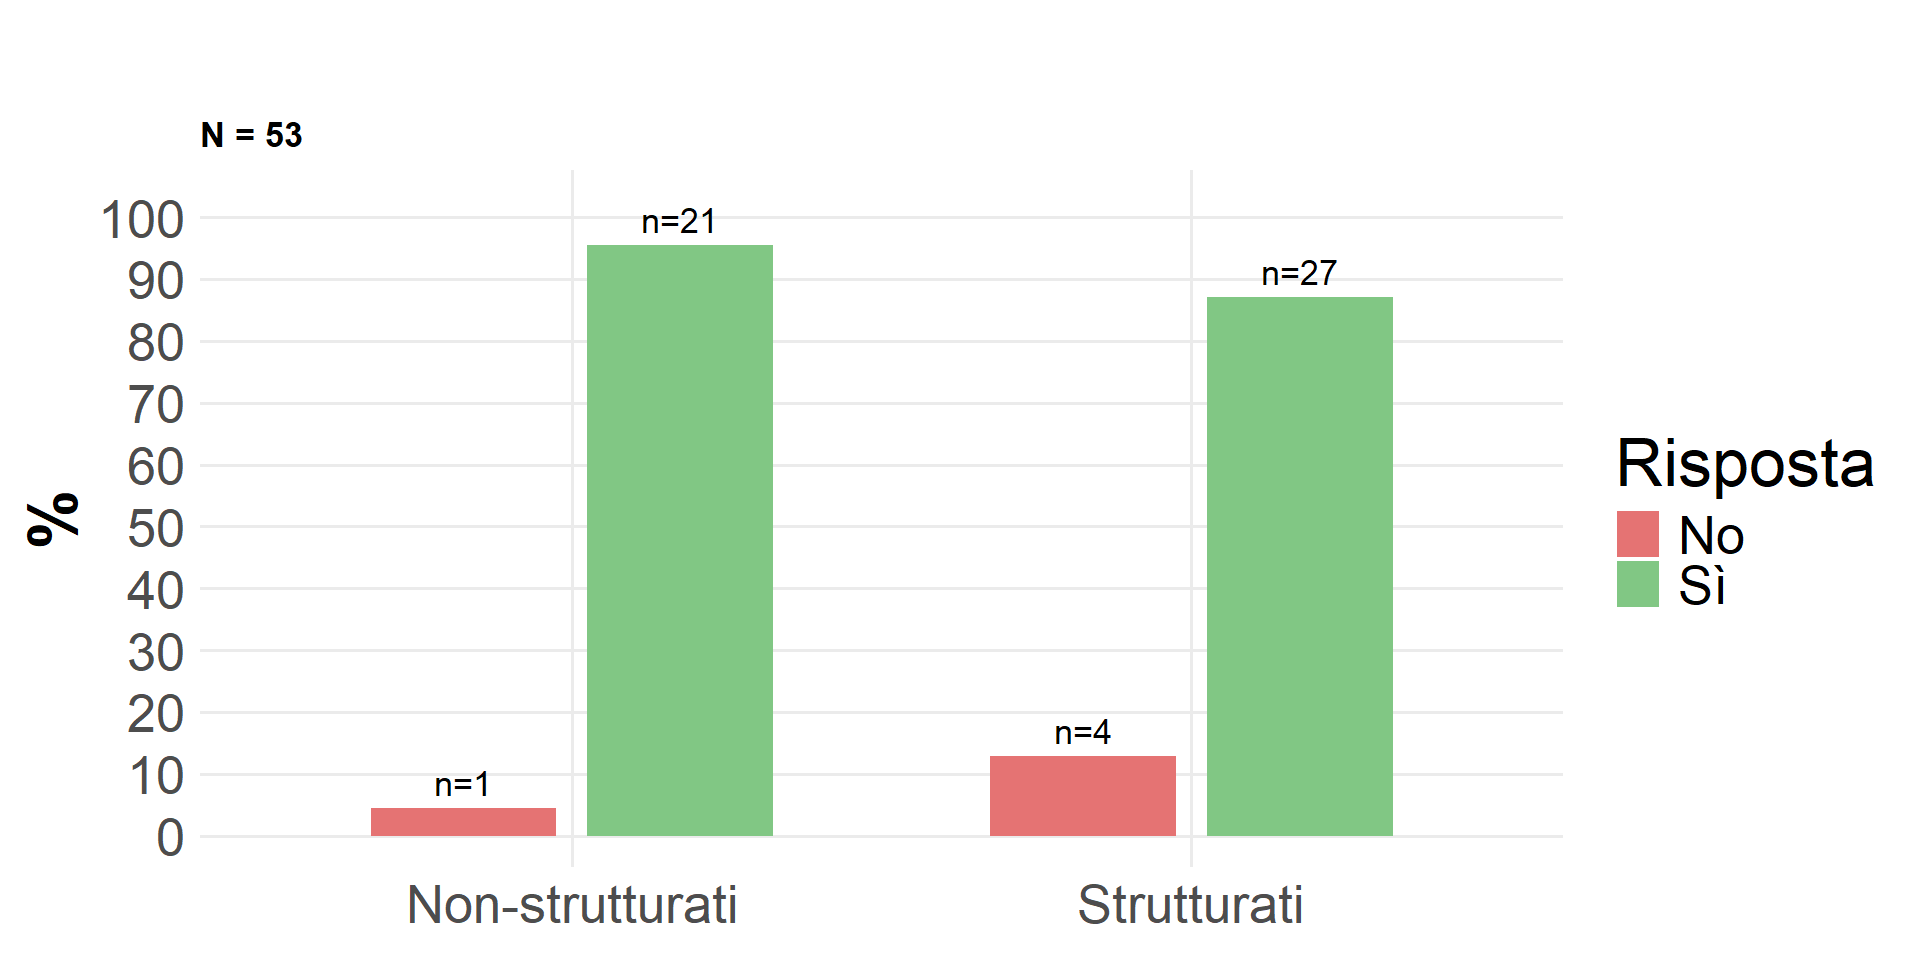 N = 53
%
100
90
80
70
60
50
40
30
20
10
0
n=1
n=21
n=4
n=27
Non-strutturati
Strutturati
Risposta
No
Sì